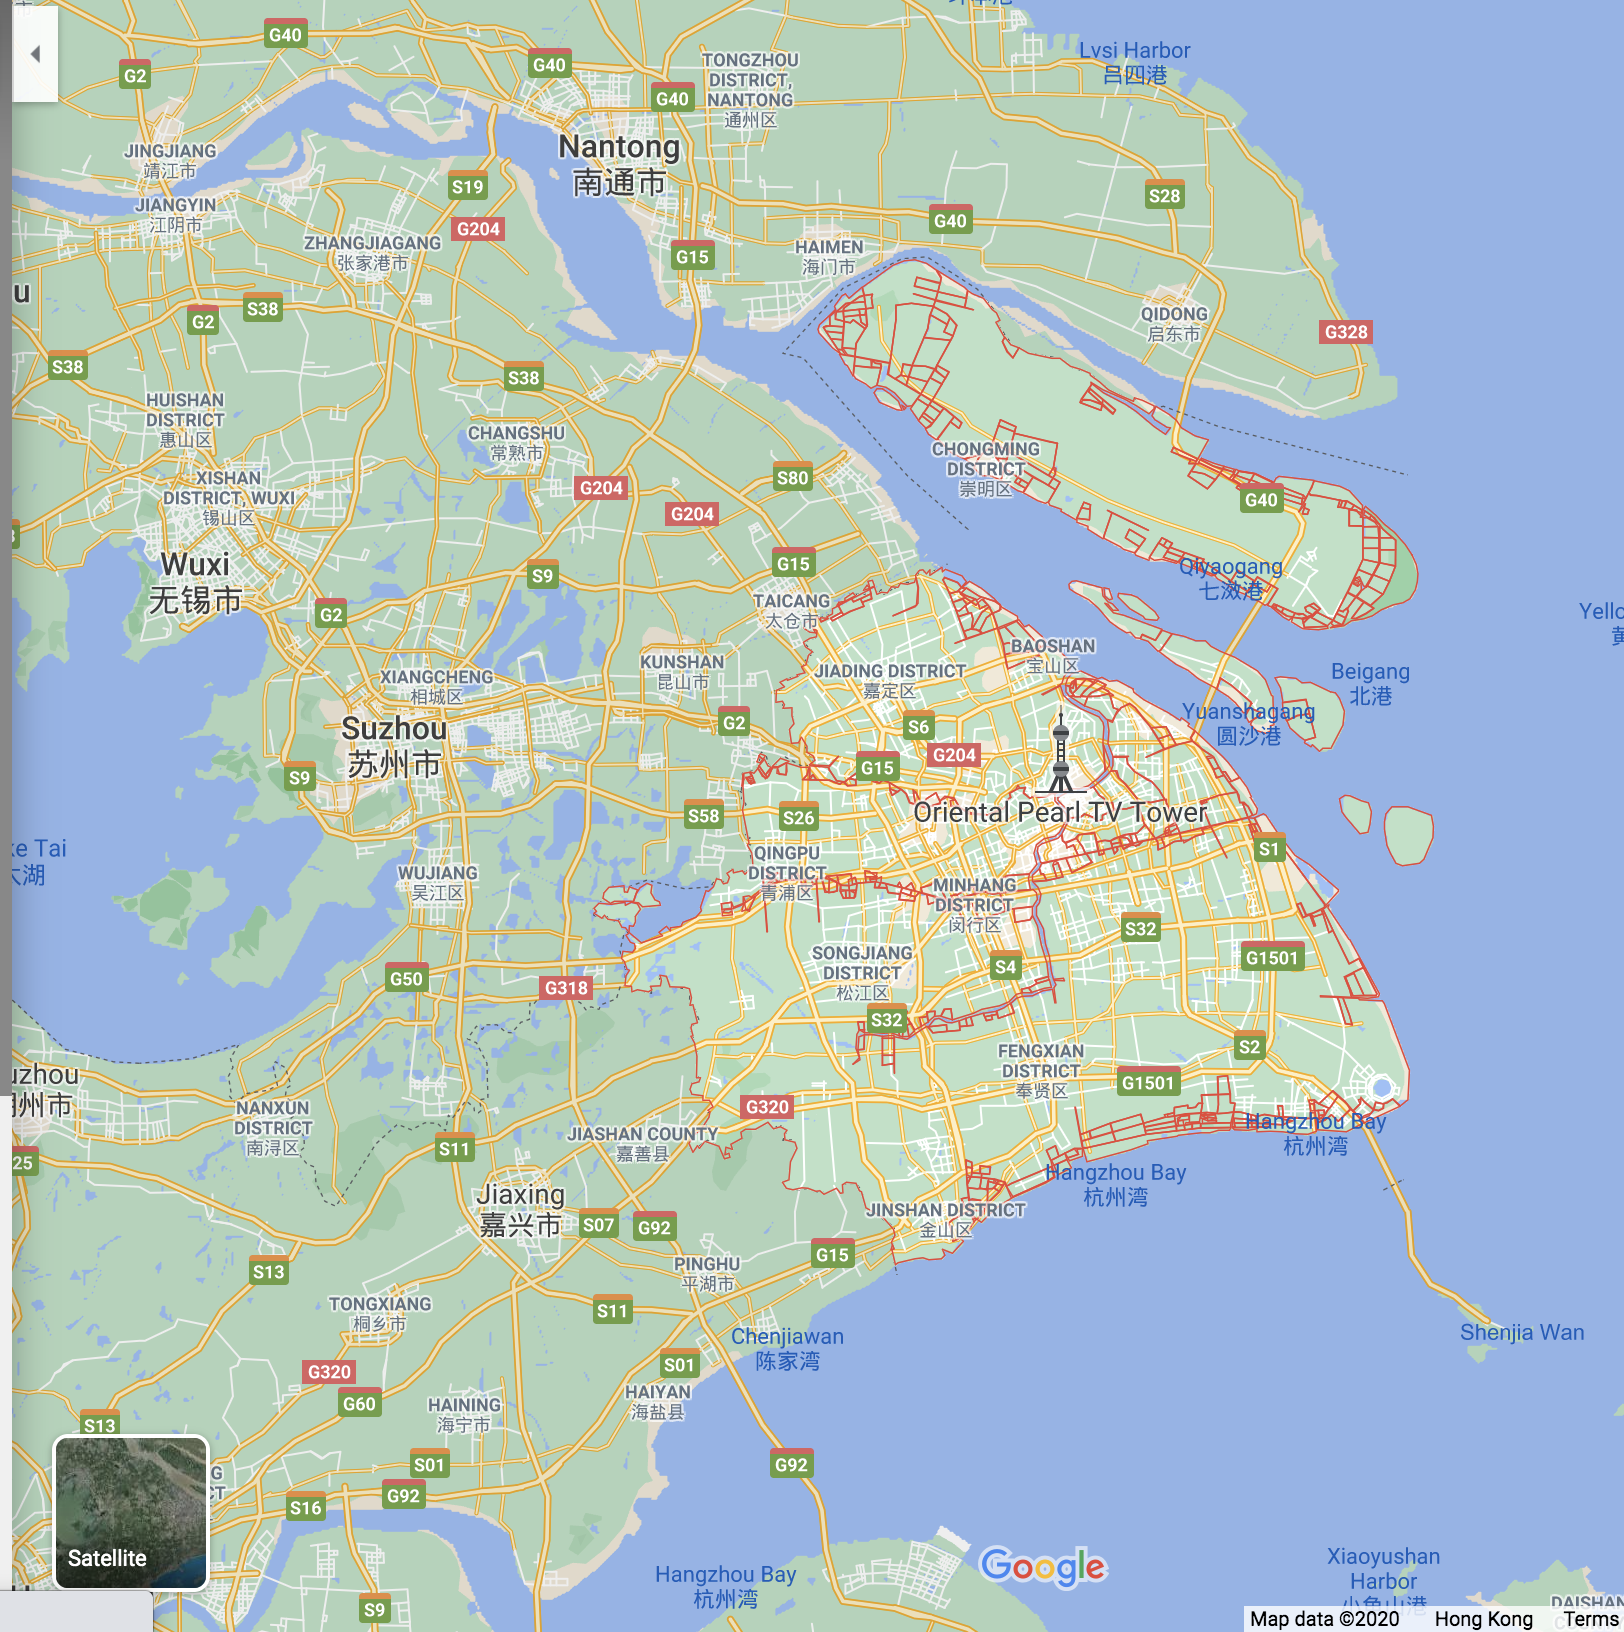 G40
G2
G40
G40
TONGZHOU
DISTRICT,
NANTONG
通州区
Lvsi Harbor
吕四港
JINGJIANG
靖江市
Nantong
南通市
S19
JIANGYIN
江阴市
G204
ZHANGJIAGANG
张家港市
G15
HAIMEN
海门市
G40
S28
u
G2
S38
QIDONG
启东市
G328
S38
S38
HUISHAN
DISTRICT
惠山区
CHANGSHU
常熟市
CHONGMING
DISTRICT
崇明区
XISHAN
DISTRICT, WUXI
锡山区
G204
G204
S80
G40
Wuxi
无锡市
S9
G15
Qiyaogang
七滧港
G2
TAICANG
太仓市
Yello
黄
XIANGCHENG
相城区
KUNSHAN
昆山市
JIADING DISTRICT
嘉定区
BAOSHAN
宝山区
Beigang
北港
Suzhou
苏州市
G2
S6
G204
Yuanshagang
圆沙港
S9
G15
S58
S26
Oriental Pearl TV Tower
S1
ke Tai
太湖
WUJIANG
吴江区
QINGPU
DISTRICT
青浦区
MINHANG
DISTRICT
闵行区
S32
G1501
SONGJIANG
DISTRICT
松江区
S4
G50
G318
S32
S2
uzhou
州市
FENGXIAN
DISTRICT
奉贤区
G1501
NANXUN
DISTRICT
南浔区
G320
JIASHAN COUNTY
嘉善县
Hangzhou Bay
杭州湾
S11
25
Hangzhou Bay
杭州湾
Jiaxing
嘉兴市
S07
G92
JINSHAN DISTRICT
金山区
S13
PINGHU
平湖市
G15
TONGXIANG
桐乡市
S11
Chenjiawan
陈家湾
Shenjia Wan
G320
S01
G60
HAIYAN
海盐县
HAINING
海宁市
S13
S01
G92
G92
S16
G
CT
Satellite
Google
Hangzhou Bay
杭州湾
S9
Xiaoyushan
Harbor
小鱼山港
DAISHAN
Map data ©2020 Hong Kong Terms